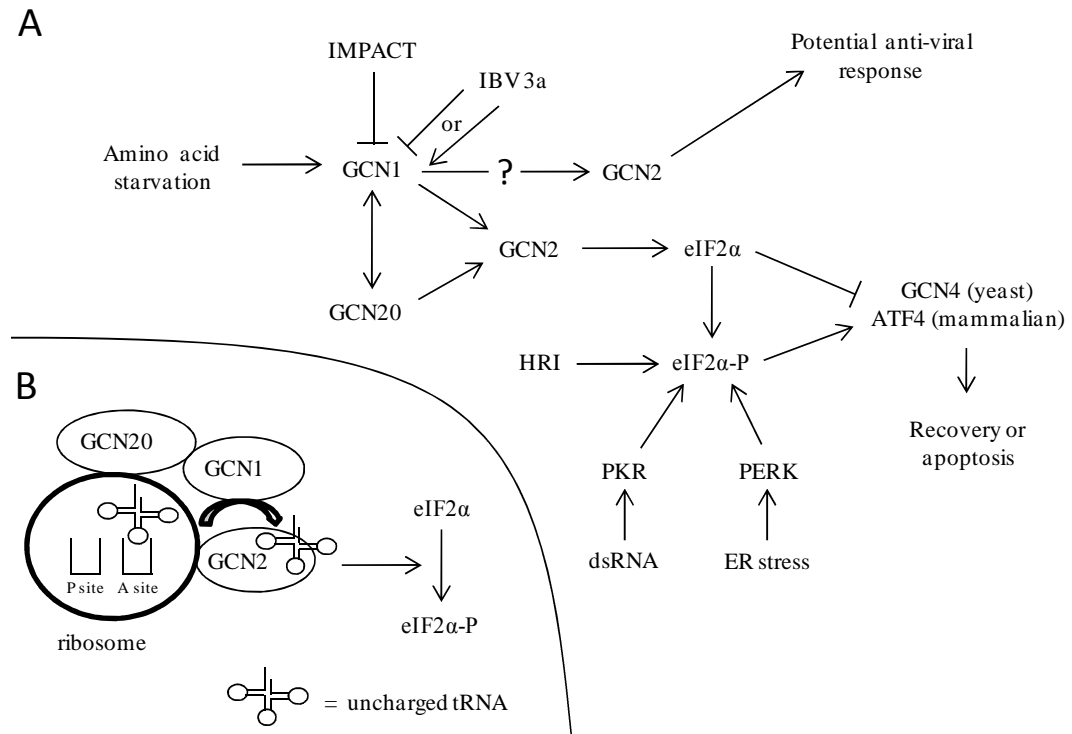 A
IMPACT
IBV 3a
or
Potential anti-viral
response
Amino acid
starvation
GCN1
?
GCN2
GCN2
eIF2α
GCN20
GCN4 (yeast)
ATF4 (mammalian)
HRI
eIF2α-P
Recovery or
apoptosis
PKR
PERK
dsRNA
ER stress
B
GCN20
GCN1
GCN2
P site
A site
ribosome
eIF2α
eIF2α-P
= uncharged tRNA